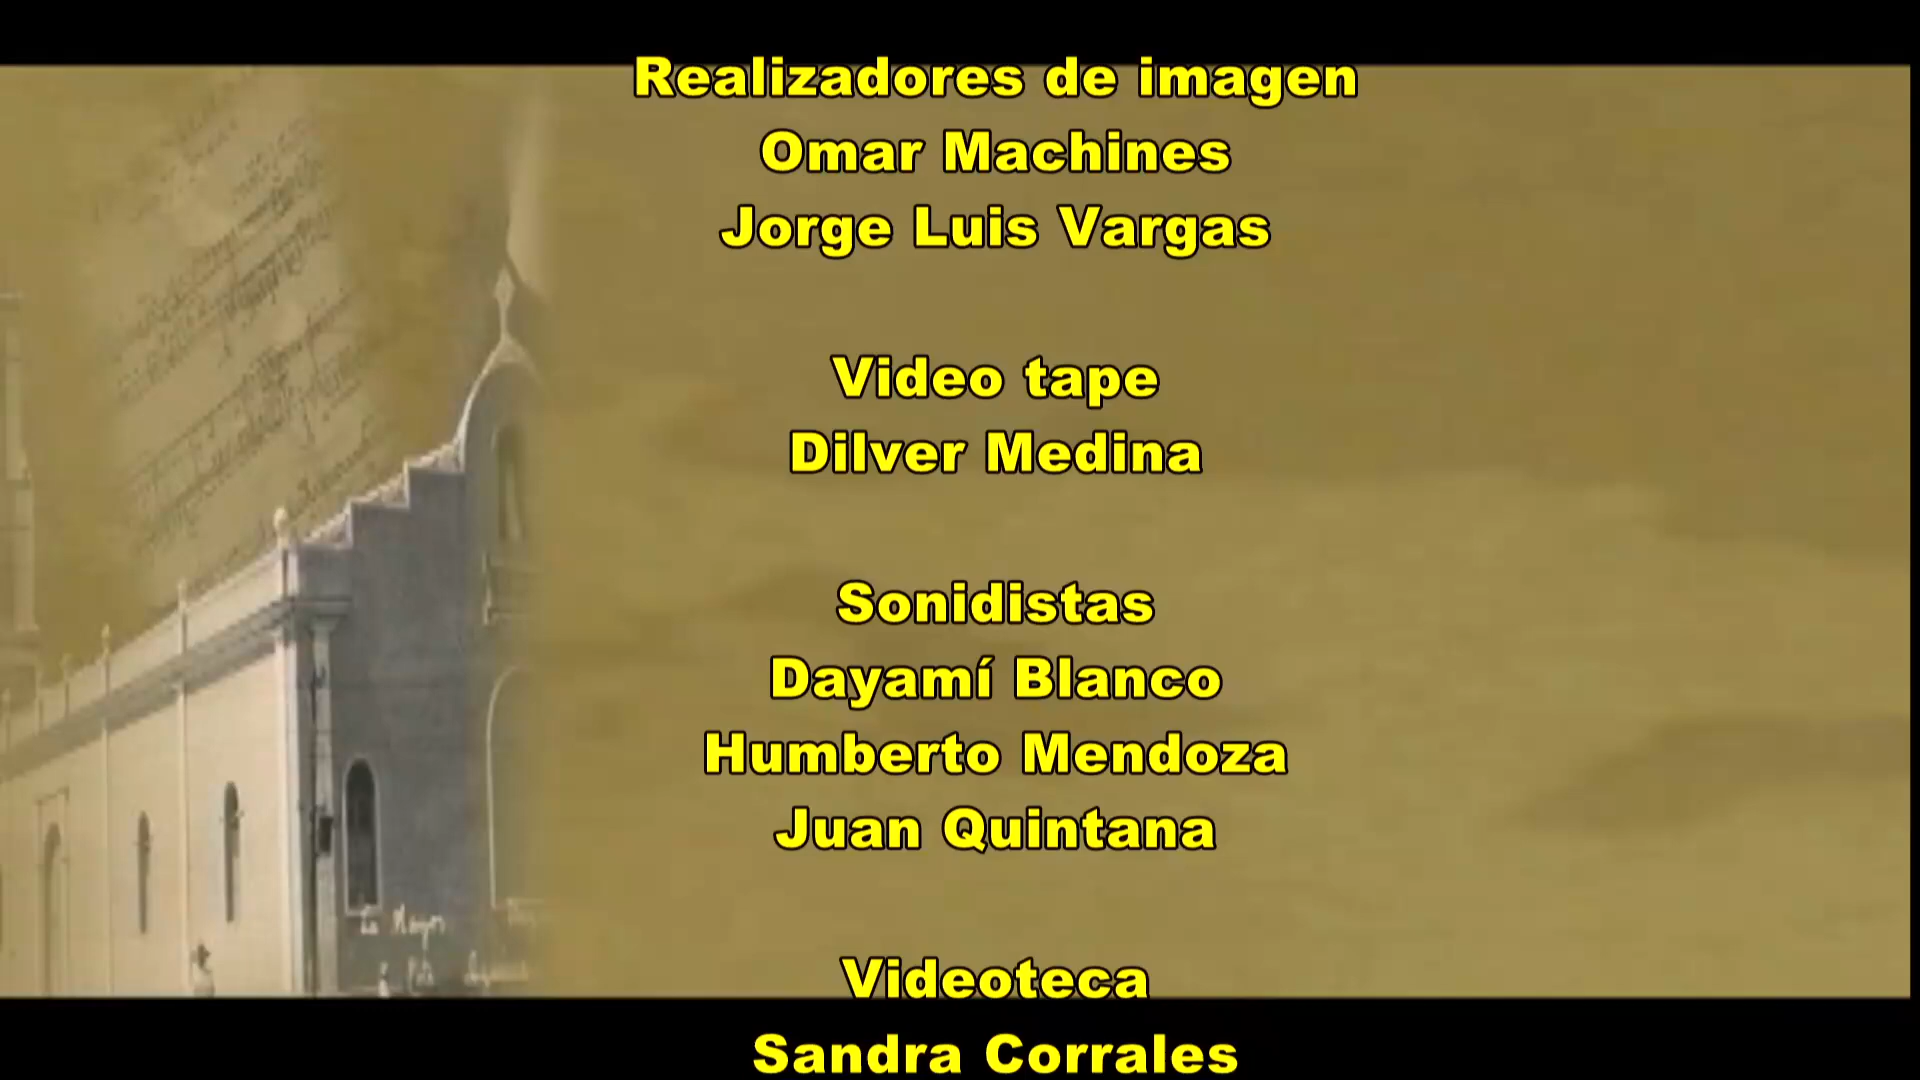 Realizadores de imagen
Omar Machines
Jorge Luis Vargas
Video tape
Dilver Medina
Sonidistas
Dayamí Blanco
Humberto Mendoza
Juan Quintana
Videoteca
Sandra Corrales